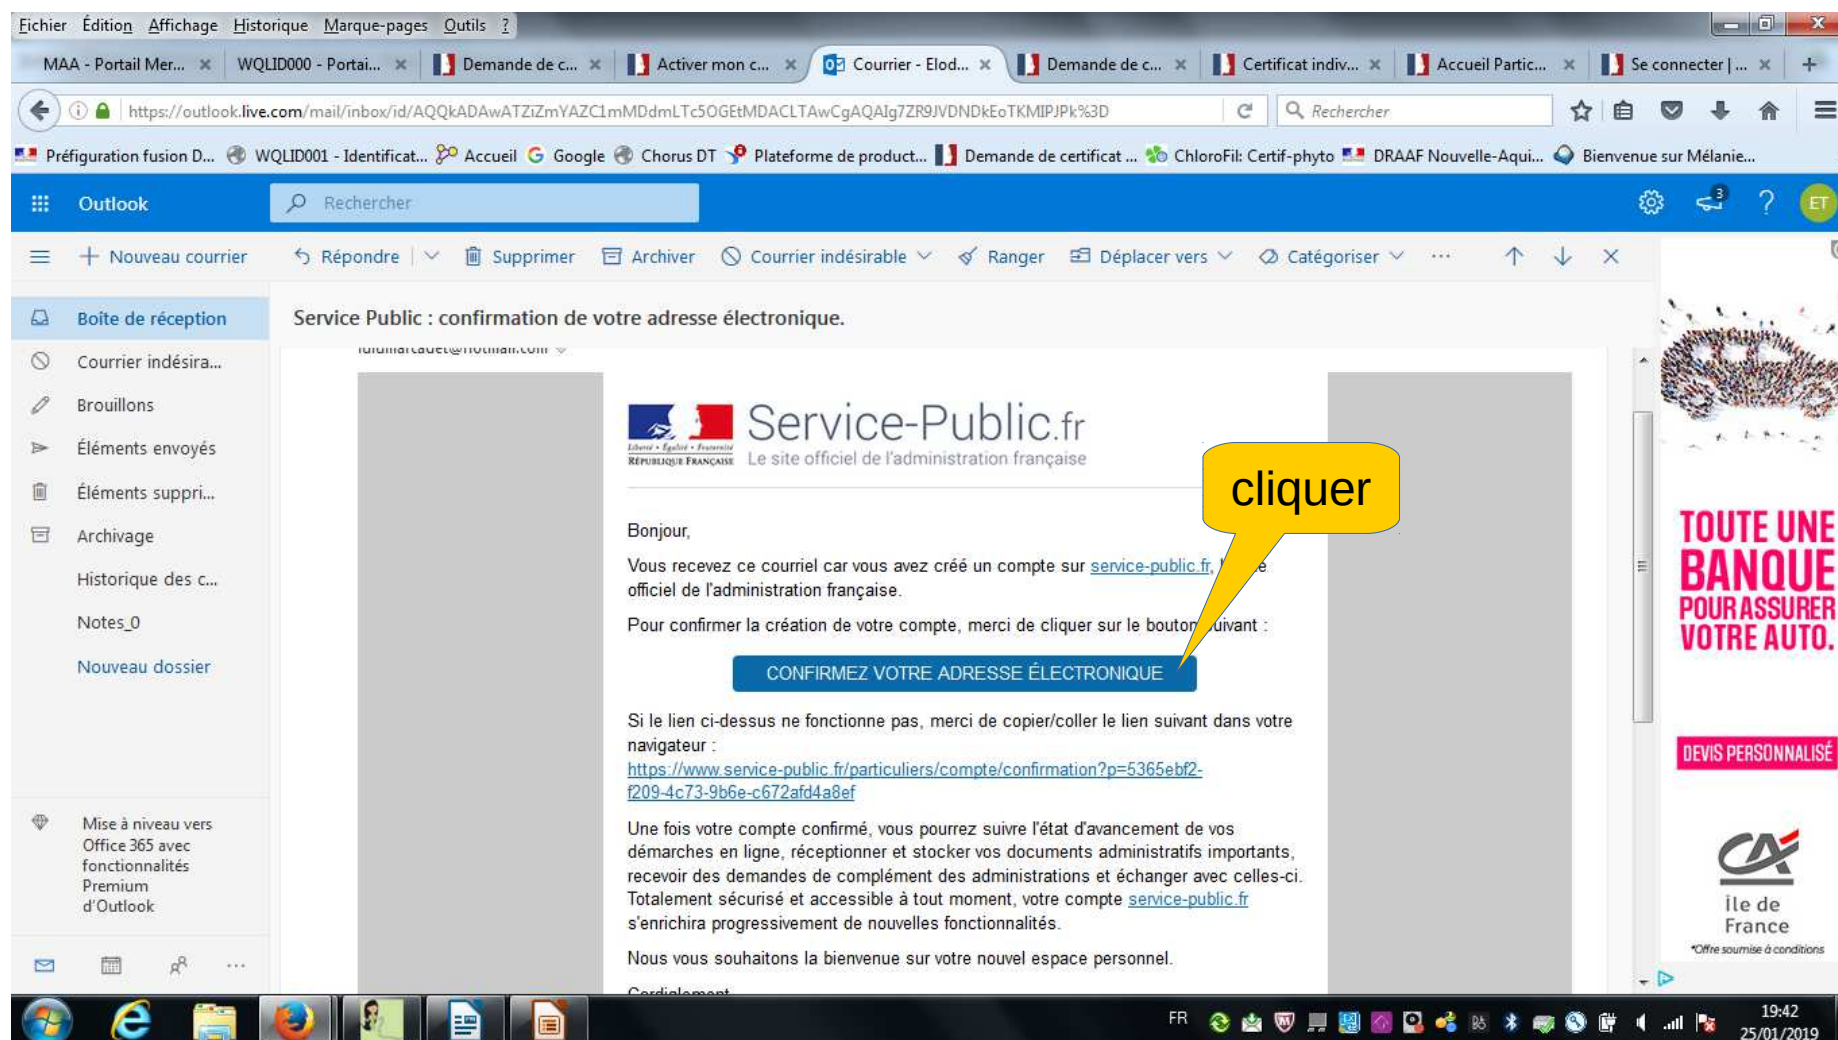 Fichier Édition Affichage Historique Marque-pages Outils ?
MAA - Portail Mer... WQLID000 - Portai... Demande de c... Activer mon c... Courrier - Elod... Demande de c... Certificat indiv... Accueil Partic... Se connecter | ...
https://outlook.live.com/mail/inbox/id/AQQkADAwATZiZmYAZC1mMDdmLTc5OGEtMDACLTAwCgAQAIg7ZR9JVDNDkEoTKMIPJPk%3D Rechercher
Préfiguration fusion D... WQLID001 - Identificat... Accueil Google Chorus DT Plateforme de product... Demande de certificat ... ChloroFil: Certif-phyto DRAAF Nouvelle-Aqui... Bienvenue sur Mélanie...
Outlook Rechercher 3 ? ET
Nouveau courrier Répondre Supprimer Archiver Courrier indésirable Ranger Déplacer vers Catégoriser ...
Boîte de réception
Courrier indésira...
Brouillons
Éléments envoyés
Éléments suppri...
Archivage
Historique des c...
Notes_0
Nouveau dossier
Mise à niveau vers
Office 365 avec
fonctionnalités
Premium
d'Outlook
Service Public : confirmation de votre adresse électronique.
Liberté • Égalité • Fraternité
RÉPUBLIQUE FRANÇAISE
Service-Public.fr
Le site officiel de l'administration française
cliquer
Bonjour,
Vous recevez ce courriel car vous avez créé un compte sur service-public.fr,
officiel de l'administration française.
Pour confirmer la création de votre compte, merci de cliquer sur le bouton suivant :
CONFIRMEZ VOTRE ADRESSE ÉLECTRONIQUE
Si le lien ci-dessus ne fonctionne pas, merci de copier/coller le lien suivant dans votre
navigateur :
https://www.service-public.fr/particuliers/compte/confirmation?p=5365ebf2-
f209-4c73-9b6e-c672afd4a8ef
Une fois votre compte confirmé, vous pourrez suivre l'état d'avancement de vos
démarches en ligne, réceptionner et stocker vos documents administratifs importants,
recevoir des demandes de complément des administrations et échanger avec celles-ci.
Totalement sécurisé et accessible à tout moment, votre compte service-public.fr
s'enrichira progressivement de nouvelles fonctionnalités.
Nous vous souhaitons la bienvenue sur votre nouvel espace personnel.
TOUTE UNE
BANQUE
POUR ASSURER
VOTRE AUTO.
DEVIS PERSONNALISÉ
CA
Île de
France
*Offre soumise à conditions
FR
19:42
25/01/2019